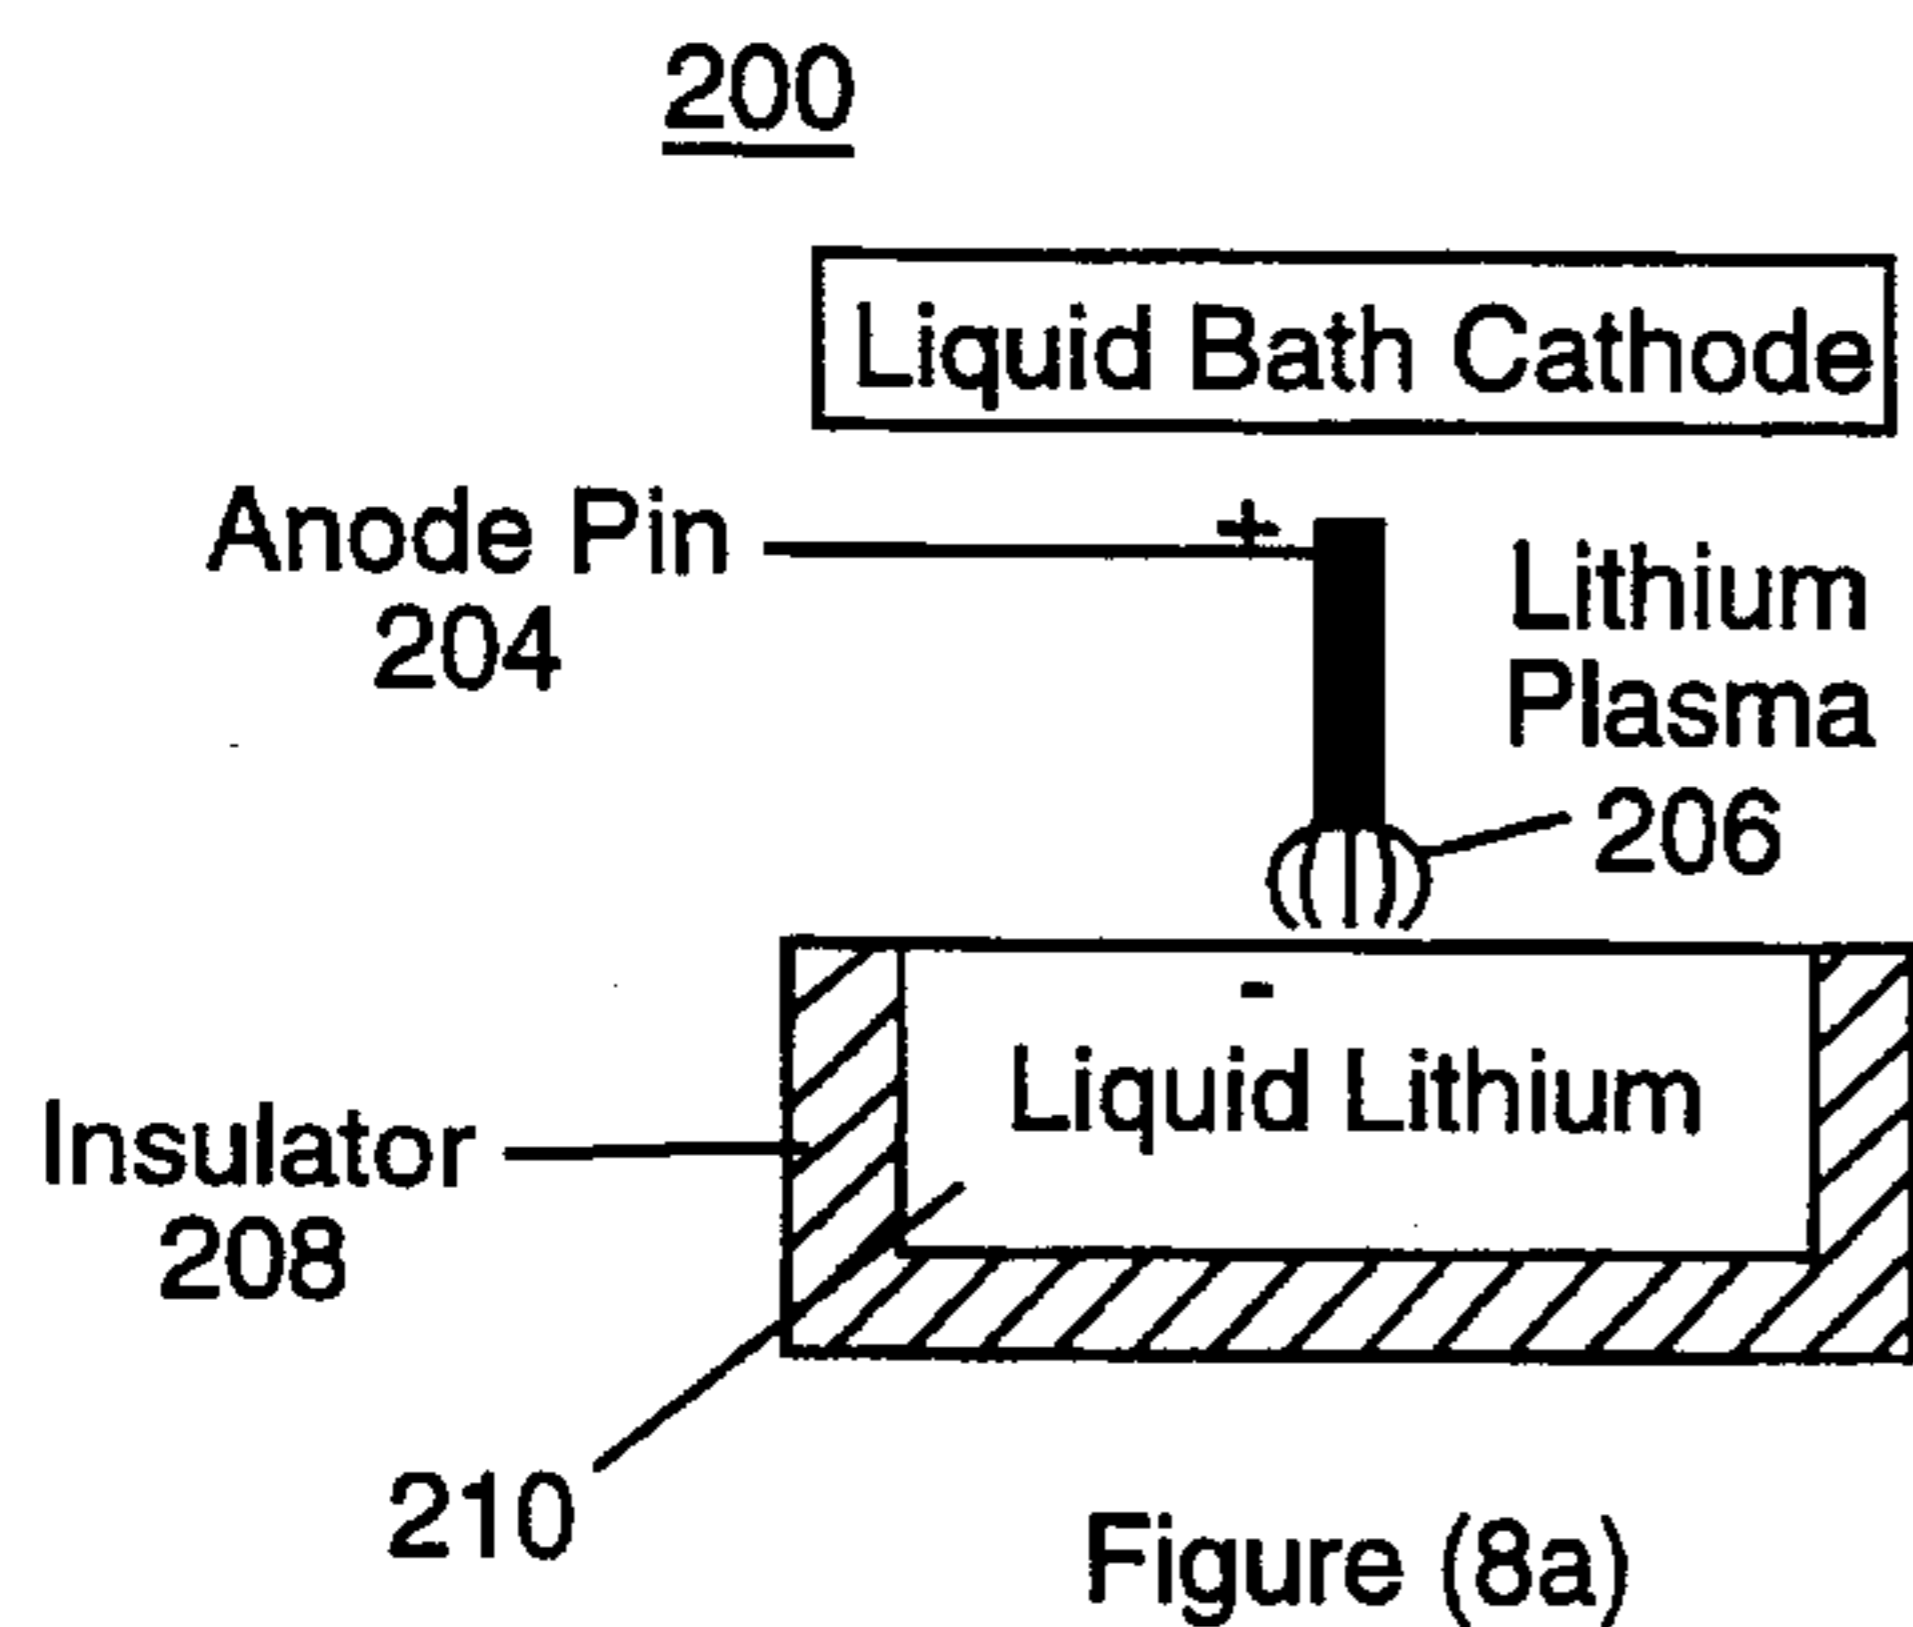 200
Liquid Bath Cathode
Anode Pin
204
+
Lithium
Plasma
206
-
Liquid Lithium
Insulator
208
210
Figure (8a)